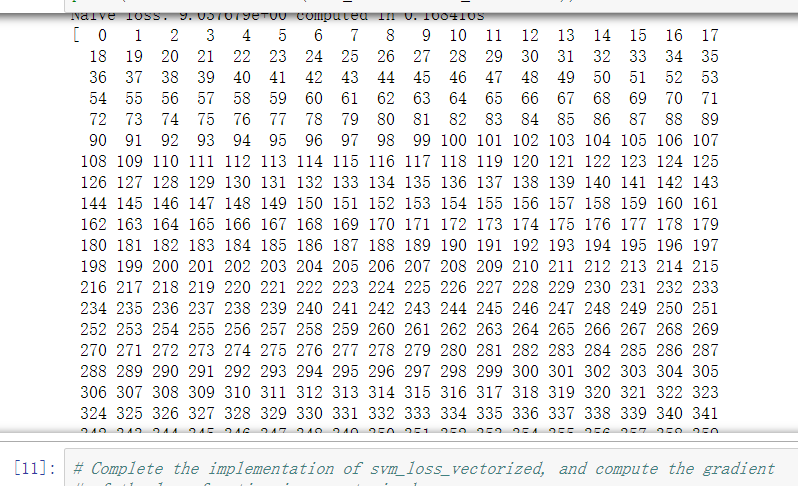 Naive loss: 9.037679e+00 computed in 0.168416s
[ 0 1 2 3 4 5 6 7 8 9 10 11 12 13 14 15 16 17
18 19 20 21 22 23 24 25 26 27 28 29 30 31 32 33 34 35
36 37 38 39 40 41 42 43 44 45 46 47 48 49 50 51 52 53
54 55 56 57 58 59 60 61 62 63 64 65 66 67 68 69 70 71
72 73 74 75 76 77 78 79 80 81 82 83 84 85 86 87 88 89
90 91 92 93 94 95 96 97 98 99 100 101 102 103 104 105 106 107
108 109 110 111 112 113 114 115 116 117 118 119 120 121 122 123 124 125
126 127 128 129 130 131 132 133 134 135 136 137 138 139 140 141 142 143
144 145 146 147 148 149 150 151 152 153 154 155 156 157 158 159 160 161
162 163 164 165 166 167 168 169 170 171 172 173 174 175 176 177 178 179
180 181 182 183 184 185 186 187 188 189 190 191 192 193 194 195 196 197
198 199 200 201 202 203 204 205 206 207 208 209 210 211 212 213 214 215
216 217 218 219 220 221 222 223 224 225 226 227 228 229 230 231 232 233
234 235 236 237 238 239 240 241 242 243 244 245 246 247 248 249 250 251
252 253 254 255 256 257 258 259 260 261 262 263 264 265 266 267 268 269
270 271 272 273 274 275 276 277 278 279 280 281 282 283 284 285 286 287
288 289 290 291 292 293 294 295 296 297 298 299 300 301 302 303 304 305
306 307 308 309 310 311 312 313 314 315 316 317 318 319 320 321 322 323
324 325 326 327 328 329 330 331 332 333 334 335 336 337 338 339 340 341
[11]: # Complete the implementation of svm_loss_vectorized, and compute the gradient